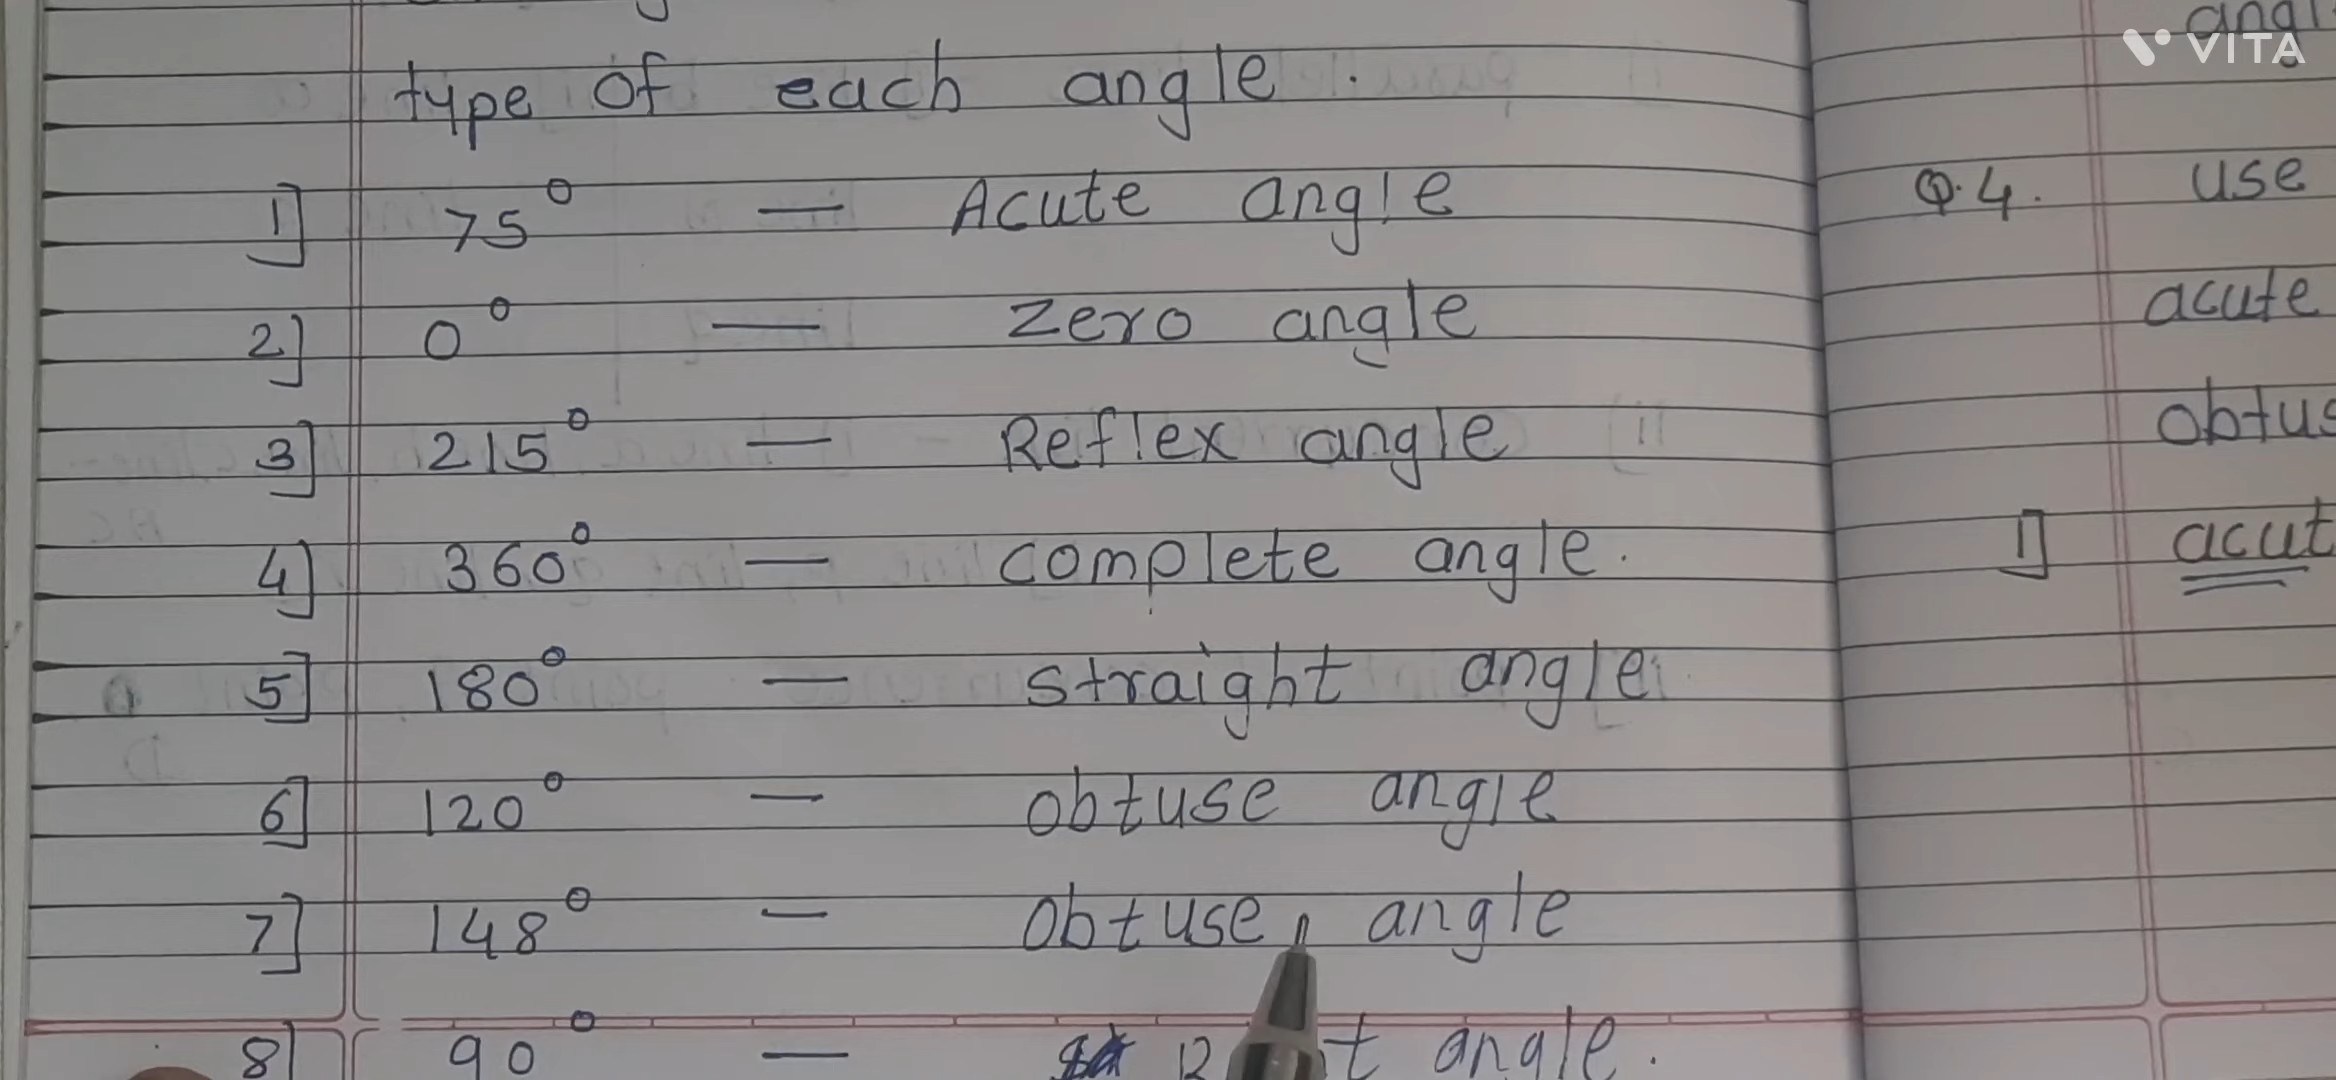 type of each angle.
1] 75° — Acute angle
2] 0° — zero angle
3] 215° — Reflex angle
4] 360° — complete angle.
5] 180° — straight angle.
6] 120° — obtuse angle
7] 148° — obtuse angle
8] 90° — angle.
VITA
Q.4. use
acute
1]